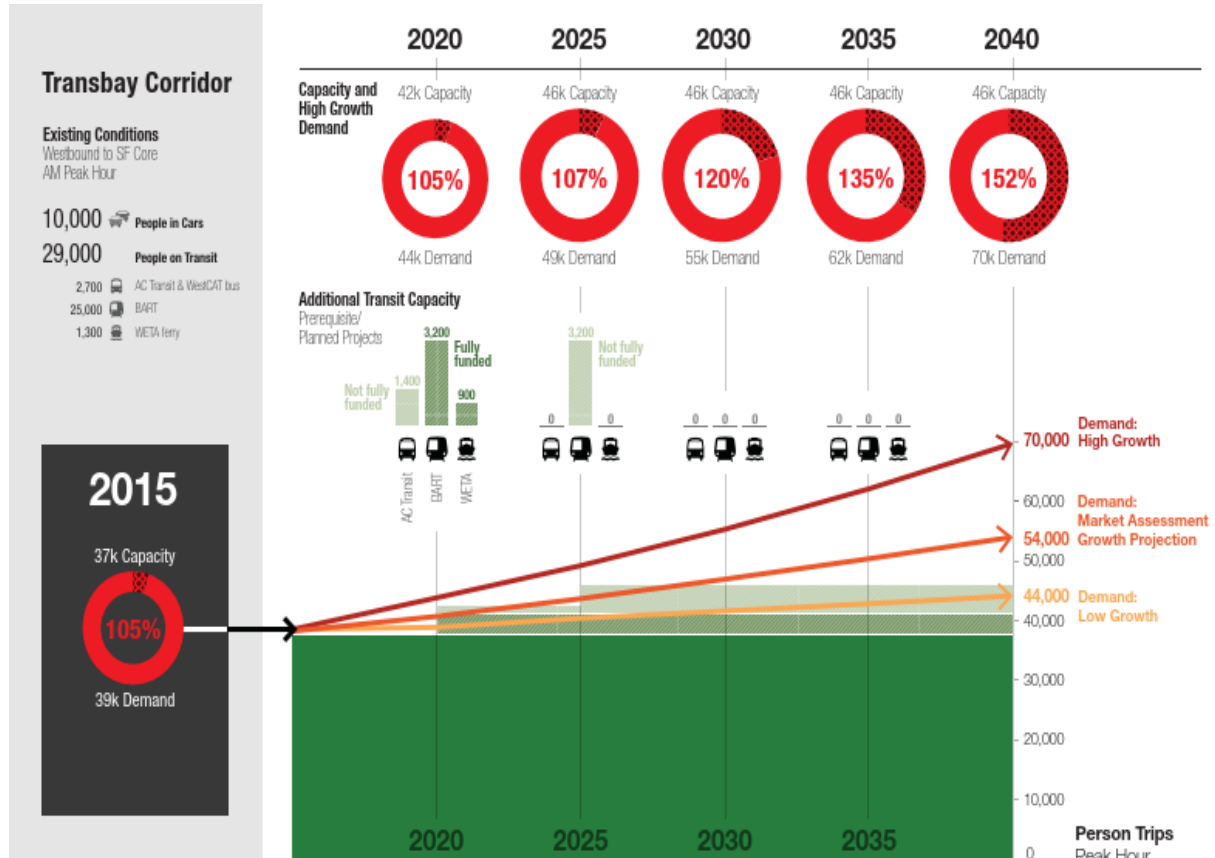 Transbay Corridor
Existing Conditions
Westbound to SF Core
AM Peak Hour
10,000 People in Cars
29,000 People on Transit
2,700 AC Transit & WestCAT bus
25,000 BART
1,300 WETA ferry
2015
37k Capacity
105%
39k Demand
2020 2025 2030 2035 2040
Capacity and
High Growth
Demand
42k Capacity 46k Capacity 46k Capacity 46k Capacity 46k Capacity
105% 107% 120% 135% 152%
44k Demand 49k Demand 55k Demand 62k Demand 70k Demand
Additional Transit Capacity
Prerequisite/
Planned Projects
Not fully
funded
1,400
3,200
Fully
funded
900
AC Transit
BART
WETA
0
3,200
Not fully
funded
0
0 0 0
0 0 0
70,000
Demand:
High Growth
60,000
Demand:
Market Assessment
Growth Projection
54,000
50,000
44,000
Demand:
Low Growth
40,000
30,000
20,000
10,000
0
2020 2025 2030 2035
Person Trips
Peak Hour